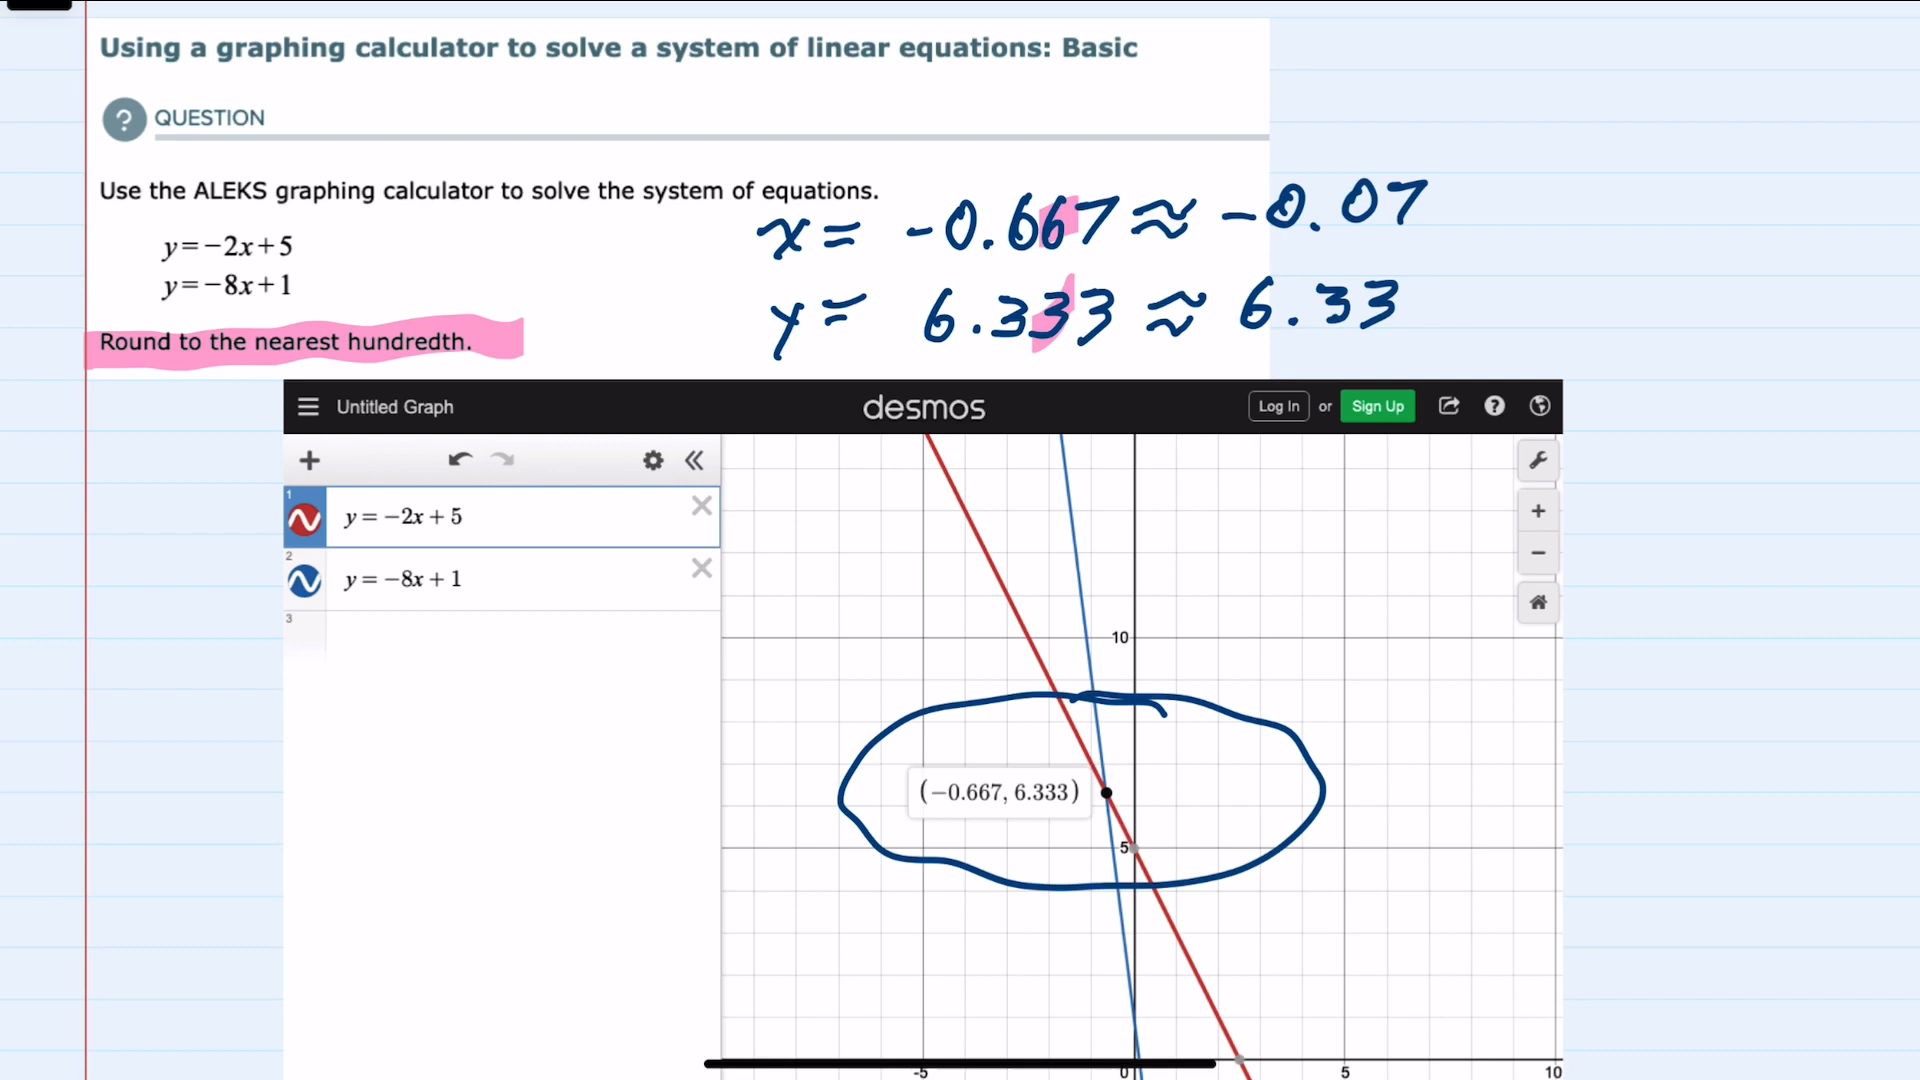 Using a graphing calculator to solve a system of linear equations: Basic
? QUESTION
Use the ALEKS graphing calculator to solve the system of equations.
y=−2x+5
y=−8x+1
Round to the nearest hundredth.
x = -0.667 ≈ -0.07
y = 6.333 ≈ 6.33
Untitled Graph
desmos
Log In or Sign Up
1
y = −2x + 5
2
y = −8x + 1
3
10
(−0.667, 6.333)
5
-5 0 5 10